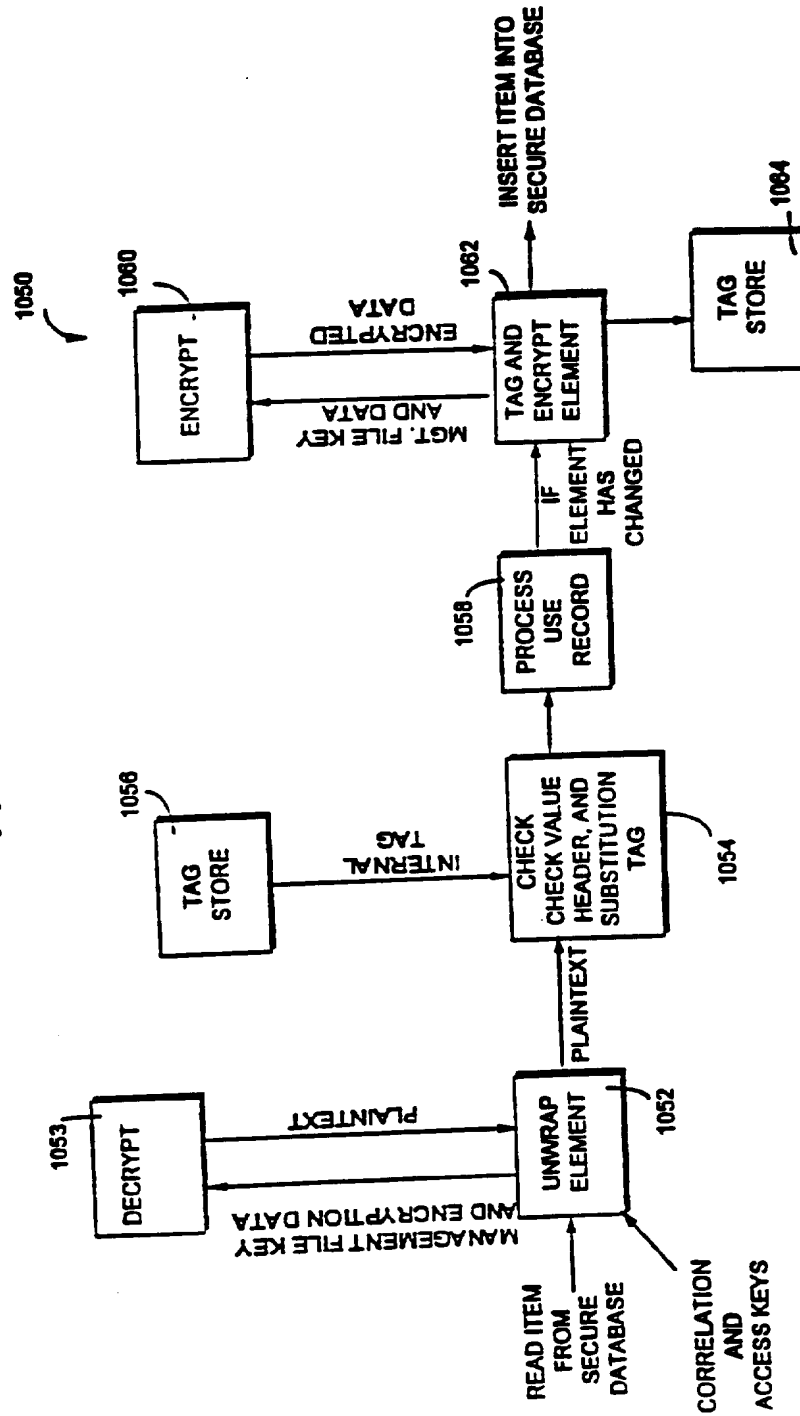 1050
1053
DECRYPT
MANAGEMENT FILE KEY
AND ENCRYPTION DATA
PLAINTEXT
READ ITEM
FROM
SECURE
DATABASE
CORRELATION
AND
ACCESS KEYS
UNWRAP
ELEMENT
1052
PLAINTEXT
1056
TAG
STORE
INTERNAL
TAG
CHECK
CHECK VALUE
HEADER, AND
SUBSTITUTION
TAG
1054
1058
PROCESS
USE
RECORD
IF
ELEMENT
HAS
CHANGED
1060
ENCRYPT
MGT. FILE KEY
AND DATA
ENCRYPTED
DATA
1062
TAG AND
ENCRYPT
ELEMENT
INSERT ITEM INTO
SECURE DATABASE
TAG
STORE
1064